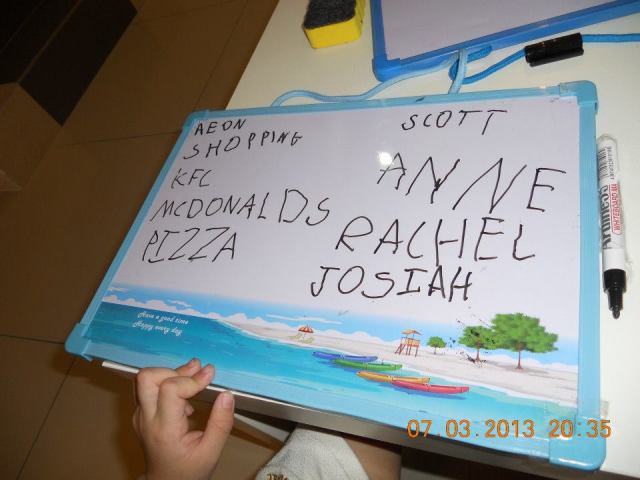 AEON
SHOPPING
KFC
MCDONALDS
PIZZA
SCOTT
ANNE
RACHEL
JOSIAH
Have a good time
Happy every day
07.03.2013 20:35